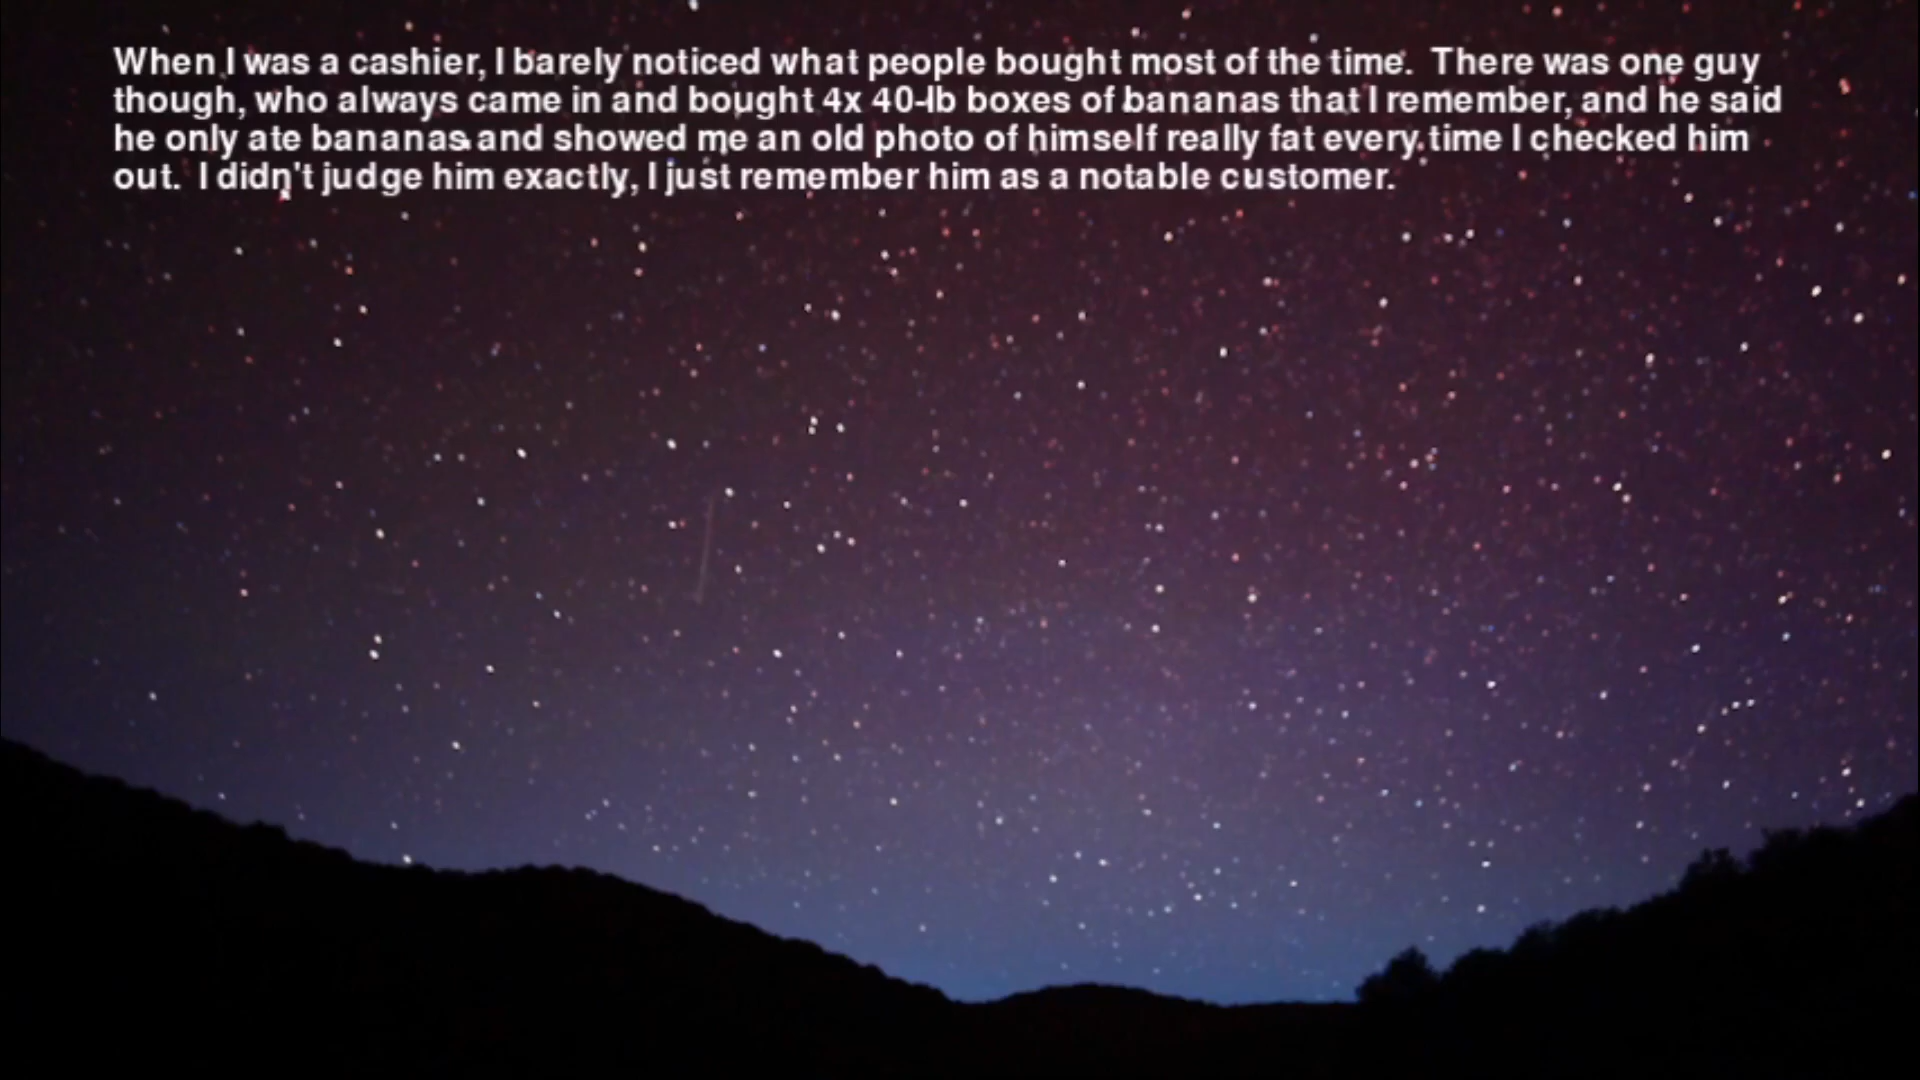 When I was a cashier, I barely noticed what people bought most of the time.  There was one guy
though, who always came in and bought 4x 40-lb boxes of bananas that I remember, and he said
he only ate bananas and showed me an old photo of himself really fat every time I checked him
out.  I didn't judge him exactly, I just remember him as a notable customer.